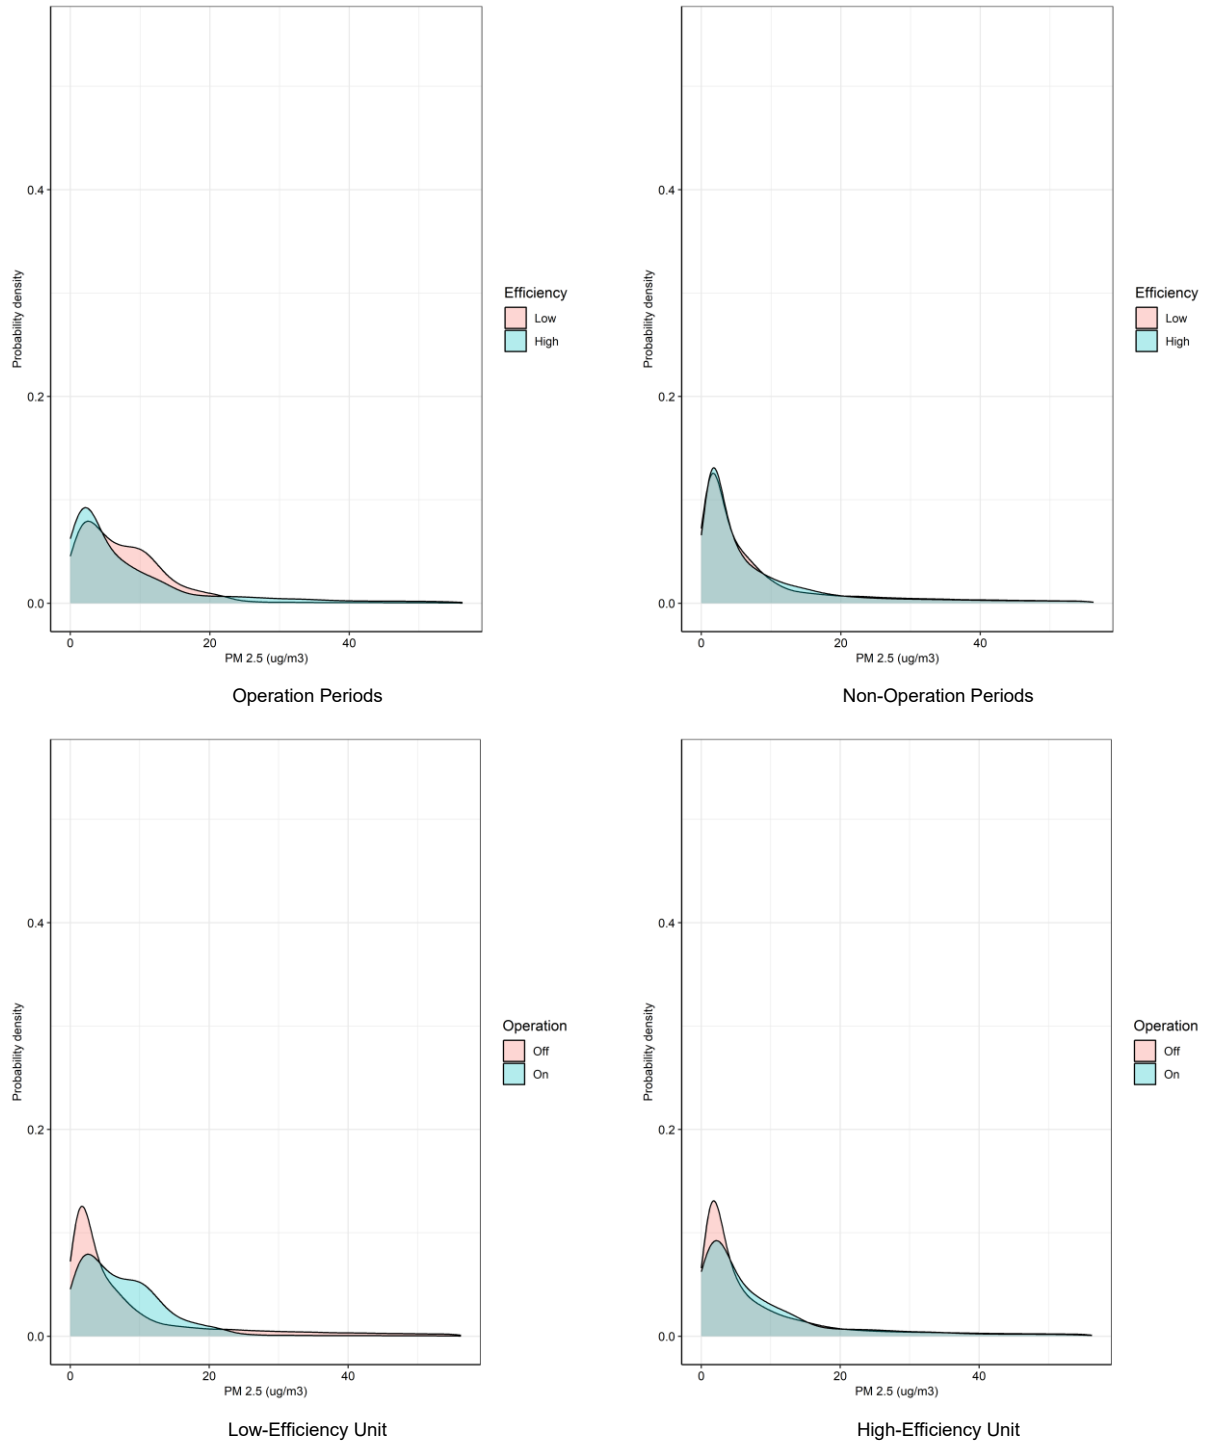 0.4
0.2
0.0
Probability density
0 20 40
PM 2.5 (ug/m3)
Efficiency
Low
High
Operation Periods
0.4
0.2
0.0
Probability density
0 20 40
PM 2.5 (ug/m3)
Efficiency
Low
High
Non-Operation Periods
0.4
0.2
0.0
Probability density
0 20 40
PM 2.5 (ug/m3)
Operation
Off
On
Low-Efficiency Unit
0.4
0.2
0.0
Probability density
0 20 40
PM 2.5 (ug/m3)
Operation
Off
On
High-Efficiency Unit